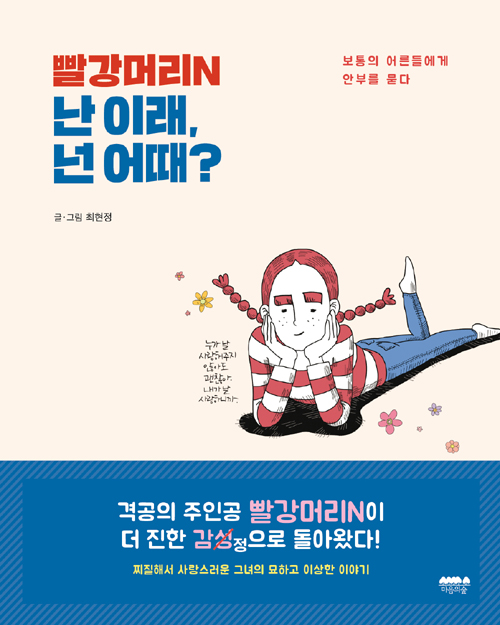 빨강머리N
난 이래,
넌 어때?
보통의 어른들에게
안부를 묻다
글·그림 최현정
누가 날
사랑해주지
않아도
괜찮아.
내가 날
사랑하니까.
격공의 주인공 빨강머리N이
더 진한 감성정으로 돌아왔다!
찌질해서 사랑스러운 그녀의 묘하고 이상한 이야기
마음의숲